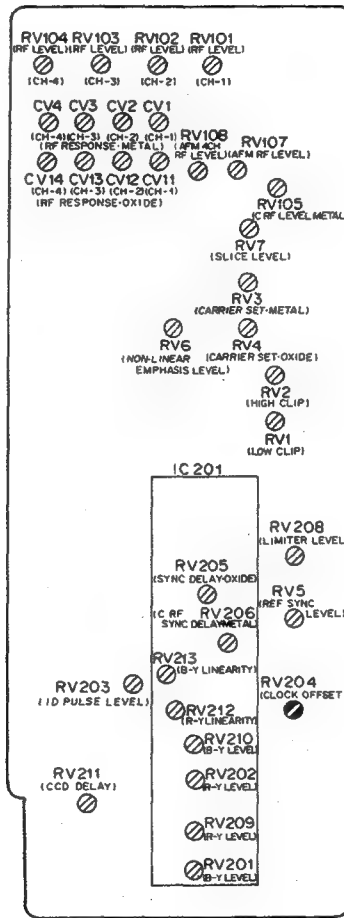 RV104 RV103 RV102 RV101
(RF LEVEL) (RF LEVEL) (RF LEVEL) (RF LEVEL)
(CH-4) (CH-3) (CH-2) (CH-1)
CV4 CV3 CV2 CV1
(CH-4) (CH-3) (CH-2) (CH-1)
(RF RESPONSE-METAL)
RV108
(AFM 4CH
RF LEVEL)
RV107
(AFM RF LEVEL)
CV14 CV13 CV12 CV11
(CH-4) (CH-3) (CH-2) (CH-1)
(RF RESPONSE-OXIDE)
RV105
(C RF LEVEL METAL)
RV7
(SLICE LEVEL)
RV3
(CARRIER SET-METAL)
RV6
(NON-LINEAR
EMPHASIS LEVEL)
RV4
(CARRIER SET-OXIDE)
RV2
(HIGH CLIP)
RV1
(LOW CLIP)
IC201
RV208
(LIMITER LEVEL)
RV205
(SYNC DELAY-OXIDE)
RV5
(REF SYNC
LEVEL)
(C RF RV206
SYNC DELAY METAL)
RV213
(B-Y LINEARITY)
RV203
(ID PULSE LEVEL)
RV204
(CLOCK OFFSET)
RV212
(R-Y LINEARITY)
RV210
(B-Y LEVEL)
RV211
(CCD DELAY)
RV202
(R-Y LEVEL)
RV209
(R-Y LEVEL)
RV201
(B-Y LEVEL)